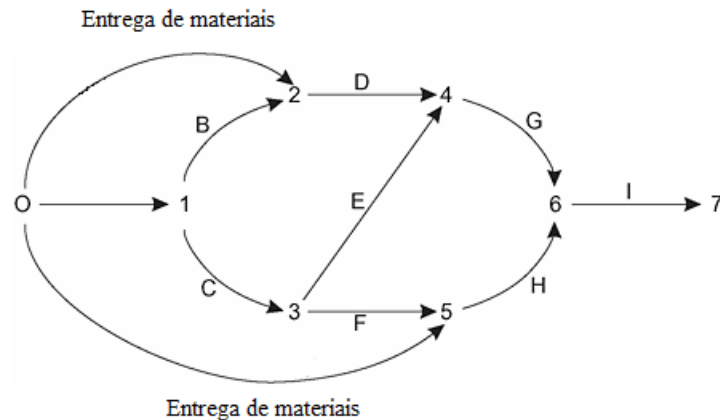 Entrega de materiais
2 D 4
B G
O 1 E 6 I 7
C H
3 F 5
Entrega de materiais